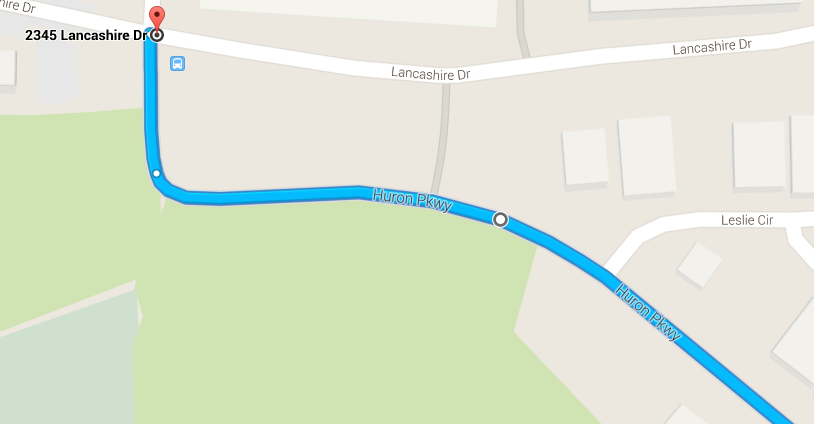 ire Dr
2345 Lancashire Dr
Lancashire Dr
Lancashire Dr
Huron Pkwy
Leslie Cir
Huron Pkwy